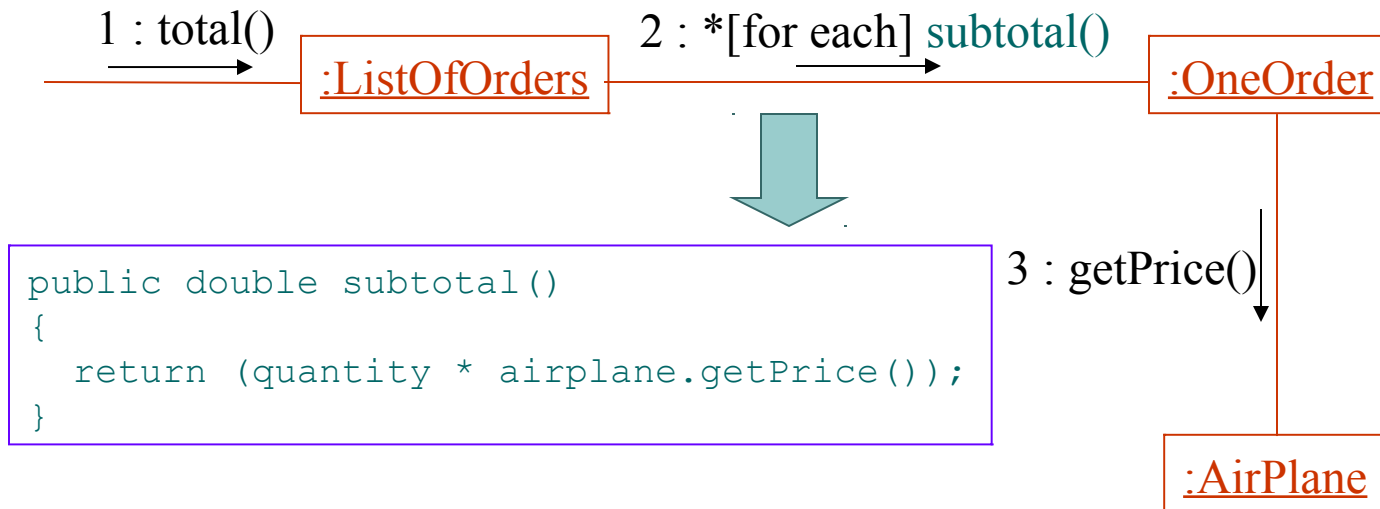 1 : total()
2 : *[for each] subtotal()
:ListOfOrders
:OneOrder
public double subtotal()
{
return (quantity * airplane.getPrice());
}
3 : getPrice()
:AirPlane